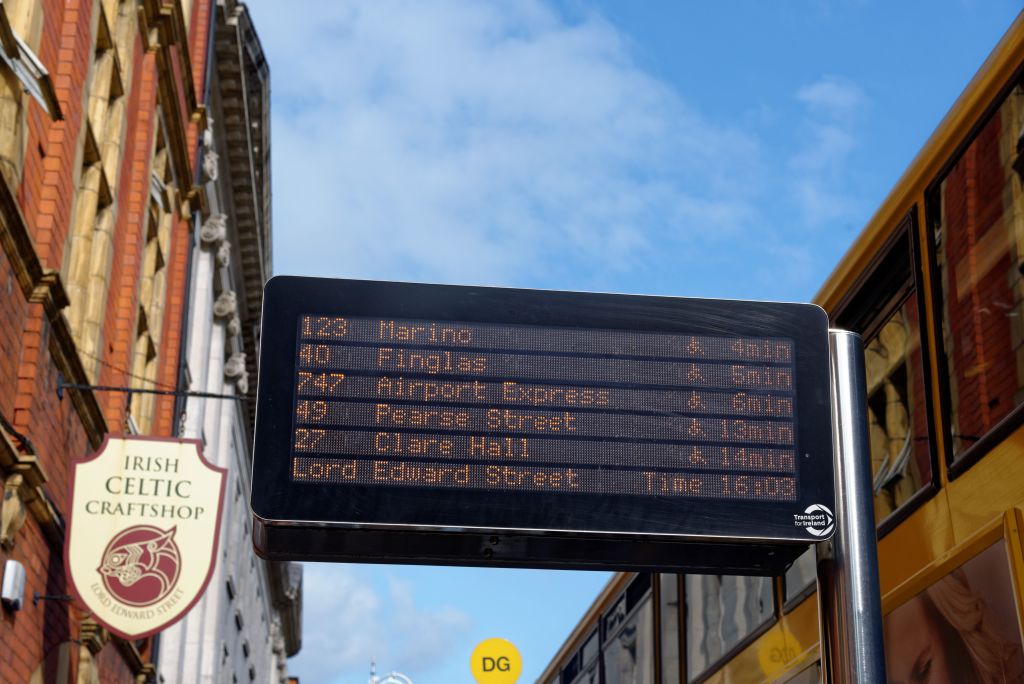 123 Marino 4min
40 Finglas 5min
747 Airport Express 6min
49 Pearse Street 13min
27 Clare Hall 14min
Lord Edward Street Time 16:03
Transport
for Ireland
IRISH
CELTIC
CRAFTSHOP
LORD EDWARD STREET
DG